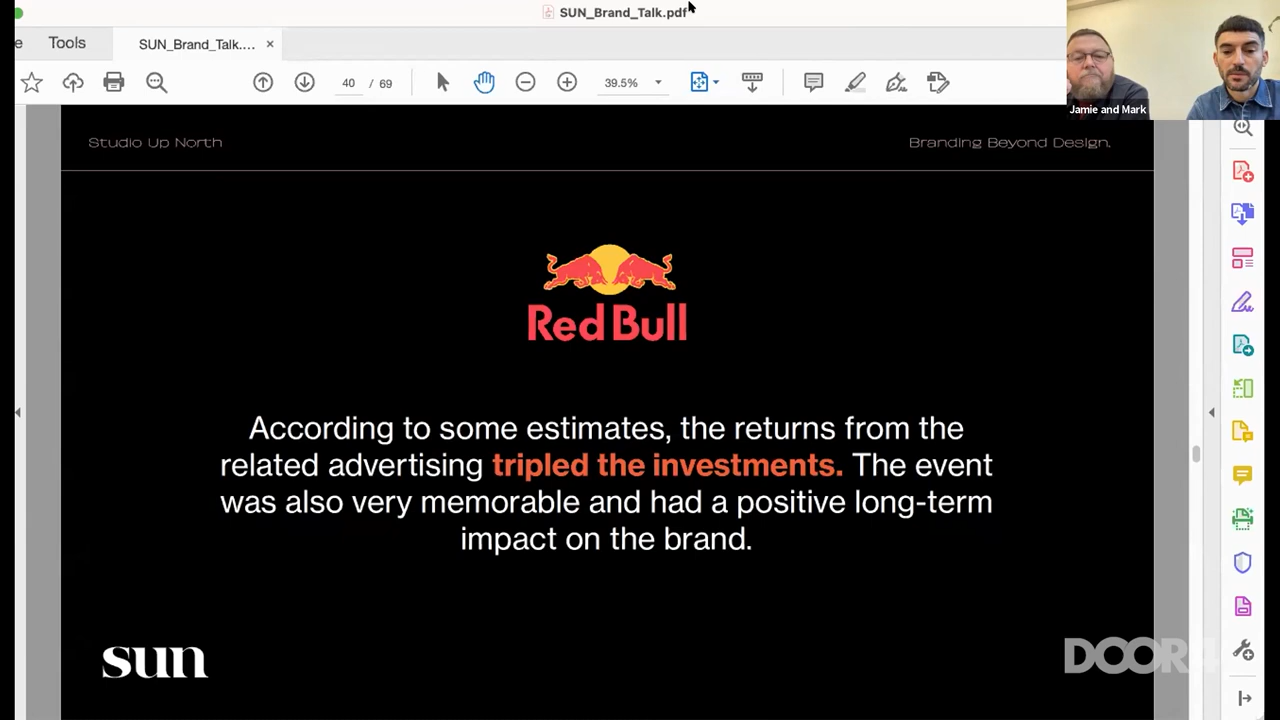 SUN_Brand_Talk.pdf
e
Tools
SUN_Brand_Talk....
×
40 / 69
39.5%
Jamie and Mark
Studio Up North
Branding Beyond Design.
Red Bull
According to some estimates, the returns from the
related advertising tripled the investments. The event
was also very memorable and had a positive long-term
impact on the brand.
sun
DOOR4